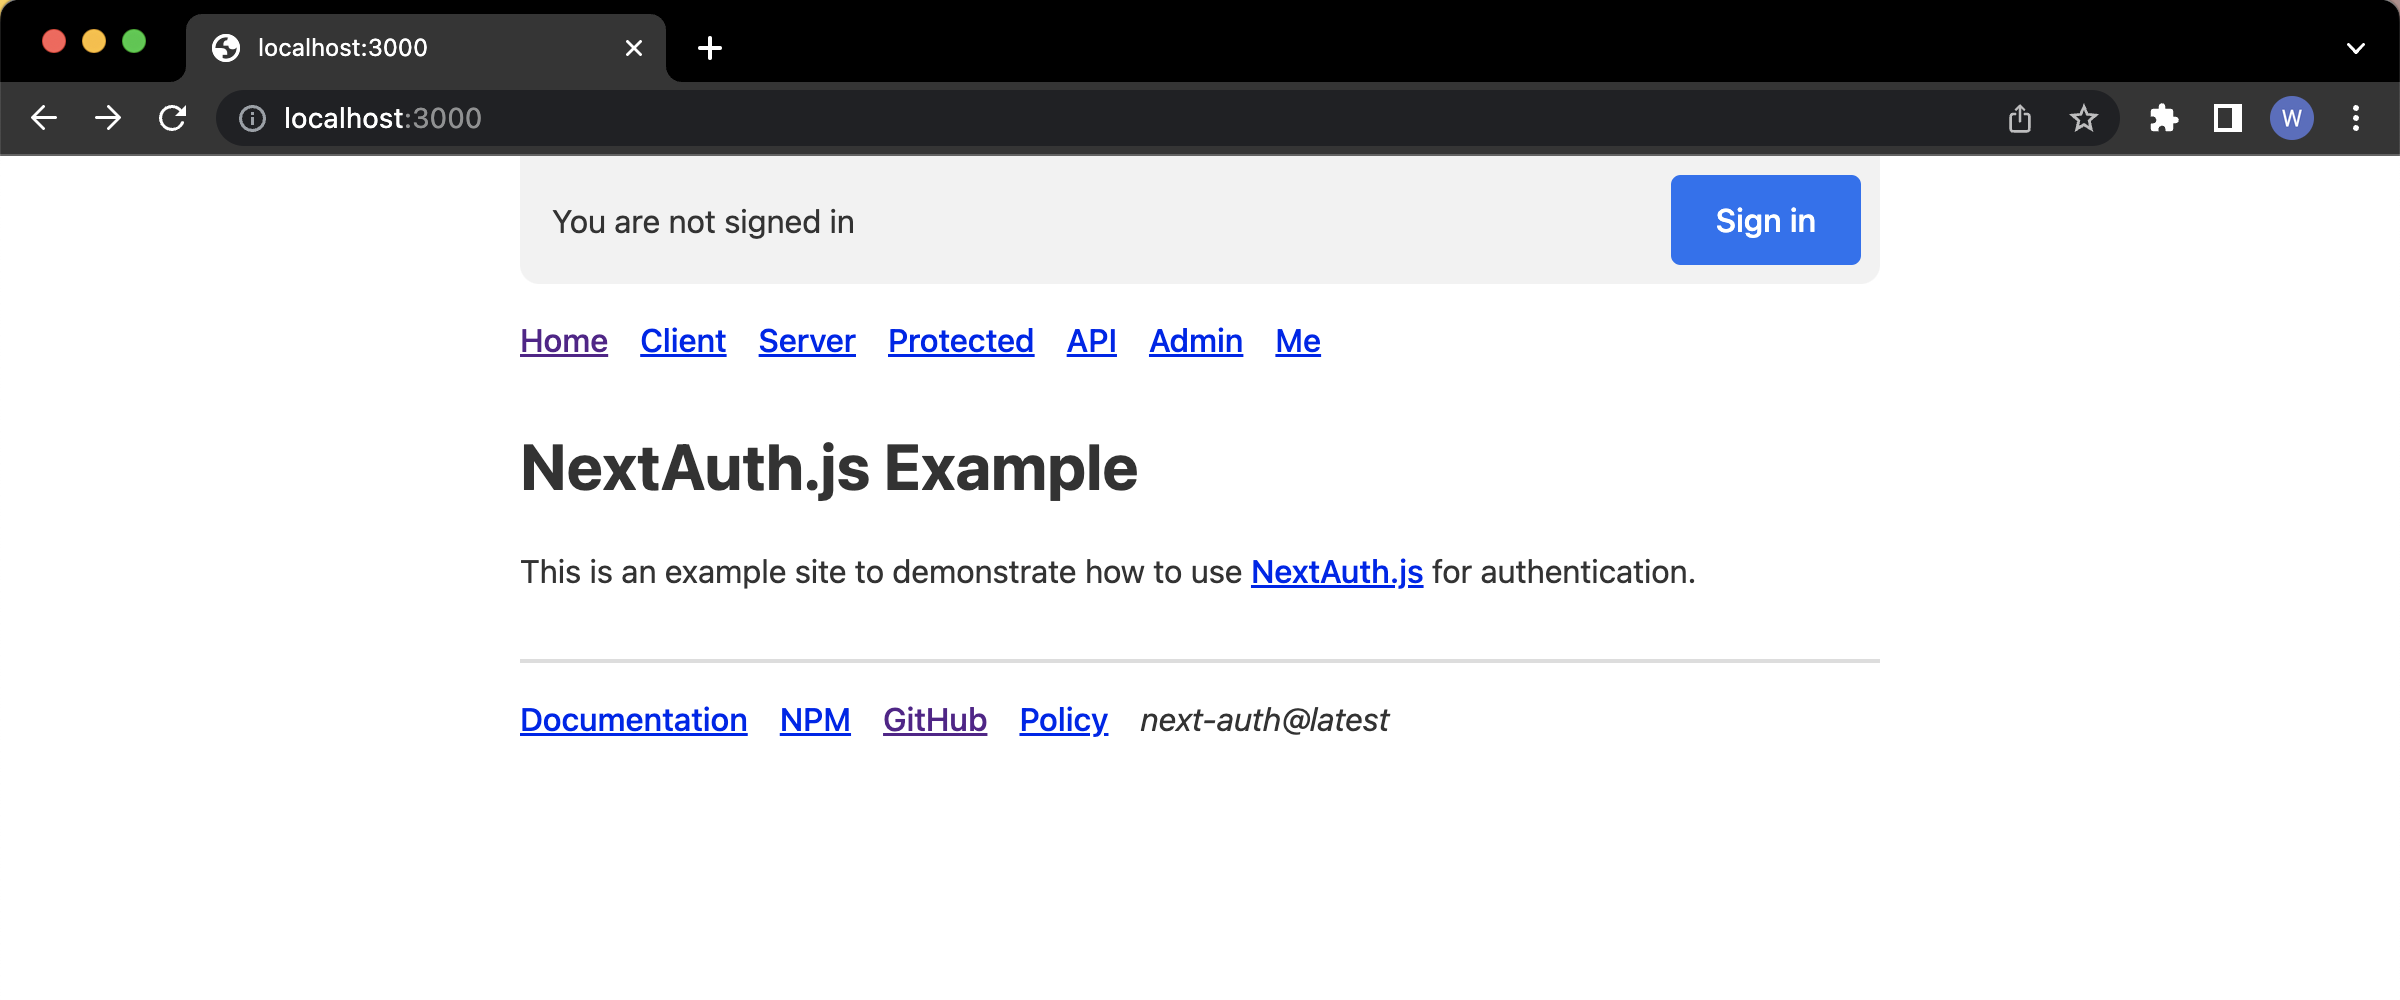 localhost:3000
localhost:3000
W
You are not signed in
Sign in
Home Client Server Protected API Admin Me
NextAuth.js Example
This is an example site to demonstrate how to use NextAuth.js for authentication.
Documentation NPM GitHub Policy next-auth@latest